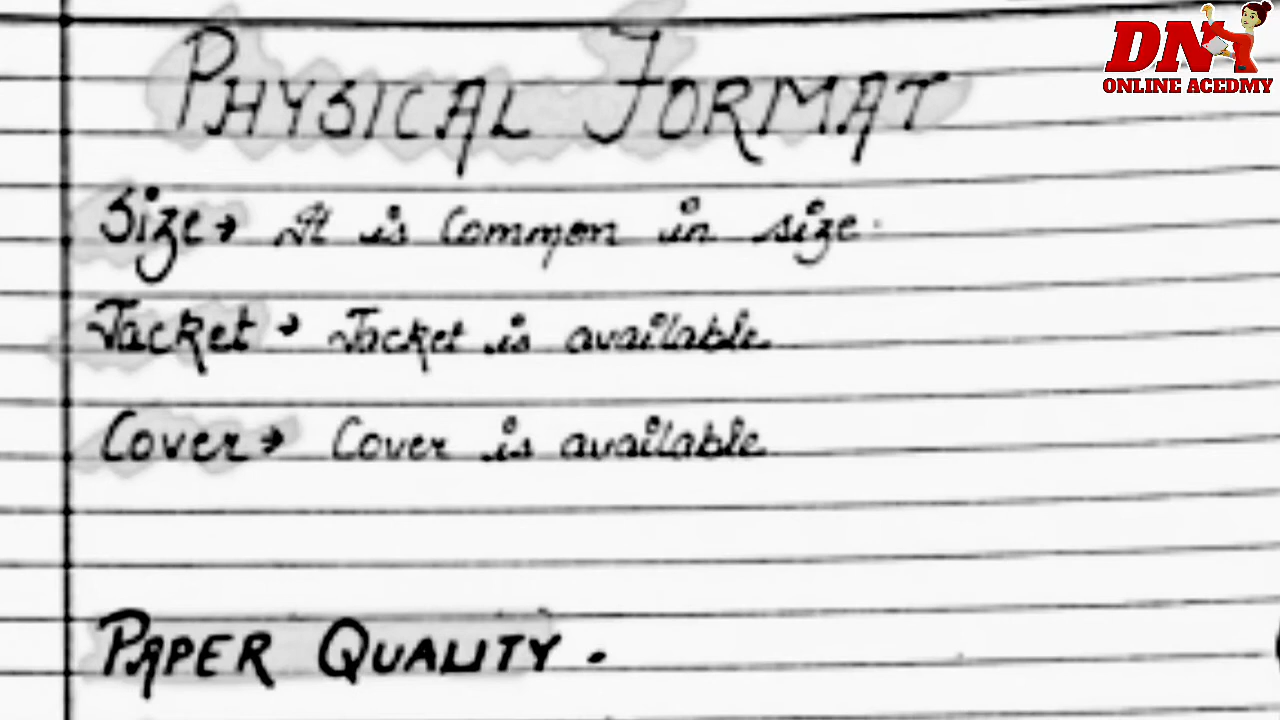 DNA
ONLINE ACEDMY
PHYSICAL FORMAT
Size → It is Common in size.
Jacket → Jacket is available
Cover → Cover is available
PAPER QUALITY.